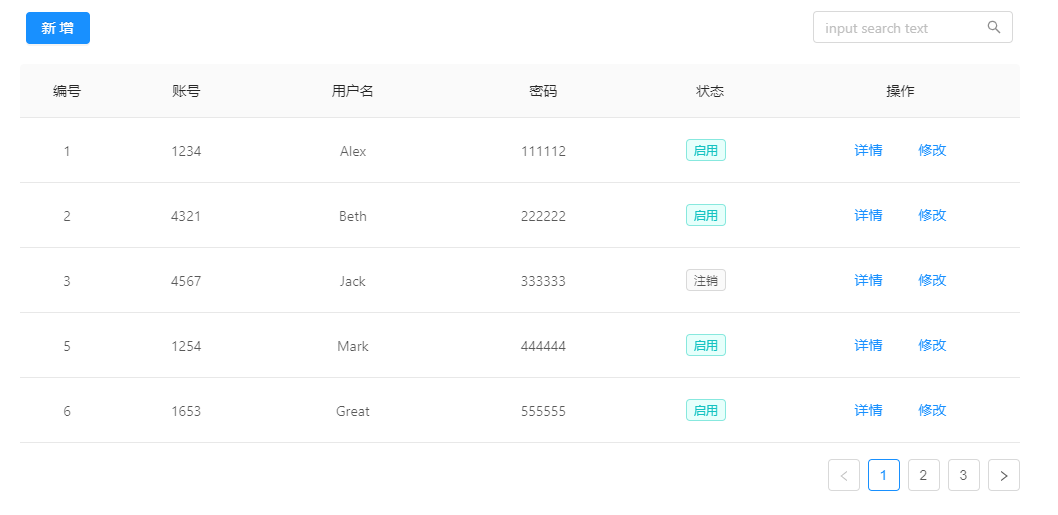 新 增
input search text
编号 账号 用户名 密码 状态 操作
1 1234 Alex 111112 启用 详情 修改
2 4321 Beth 222222 启用 详情 修改
3 4567 Jack 333333 注销 详情 修改
5 1254 Mark 444444 启用 详情 修改
6 1653 Great 555555 启用 详情 修改
< 1 2 3 >